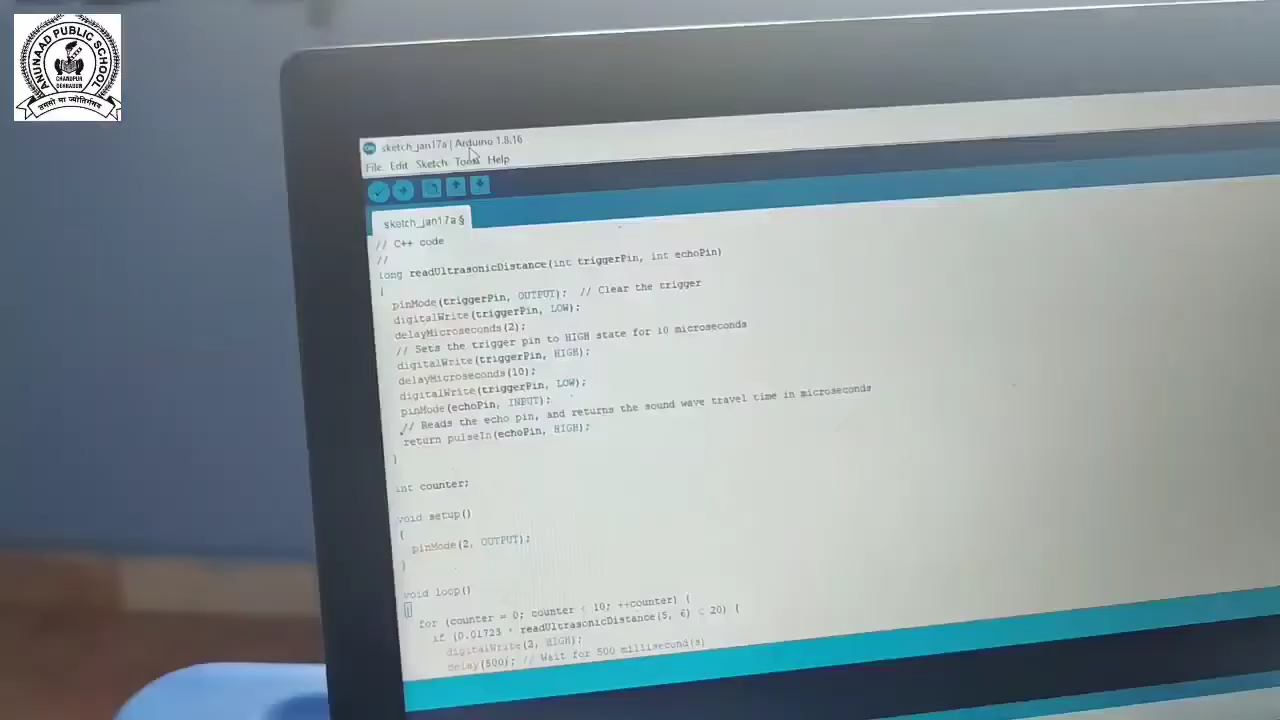 ANUNAAD PUBLIC SCHOOL
CHANDPUR
DEHRADUN
तमसो मा ज्योतिर्गमय
sketch_jan17a | Arduino 1.8.16
File Edit Sketch Tools Help
sketch_jan17a §
// C++ code
//
long readUltrasonicDistance(int triggerPin, int echoPin)
{
pinMode(triggerPin, OUTPUT); // Clear the trigger
digitalWrite(triggerPin, LOW);
delayMicroseconds(2);
// Sets the trigger pin to HIGH state for 10 microseconds
digitalWrite(triggerPin, HIGH);
delayMicroseconds(10);
digitalWrite(triggerPin, LOW);
pinMode(echoPin, INPUT);
// Reads the echo pin, and returns the sound wave travel time in microseconds
return pulseIn(echoPin, HIGH);
}
int counter;
void setup()
{
pinMode(2, OUTPUT);
}
void loop()
{
for (counter = 0; counter < 10; ++counter) {
if (0.01723 * readUltrasonicDistance(5, 6) < 20) {
digitalWrite(2, HIGH);
delay(500); // Wait for 500 millisecond(s)